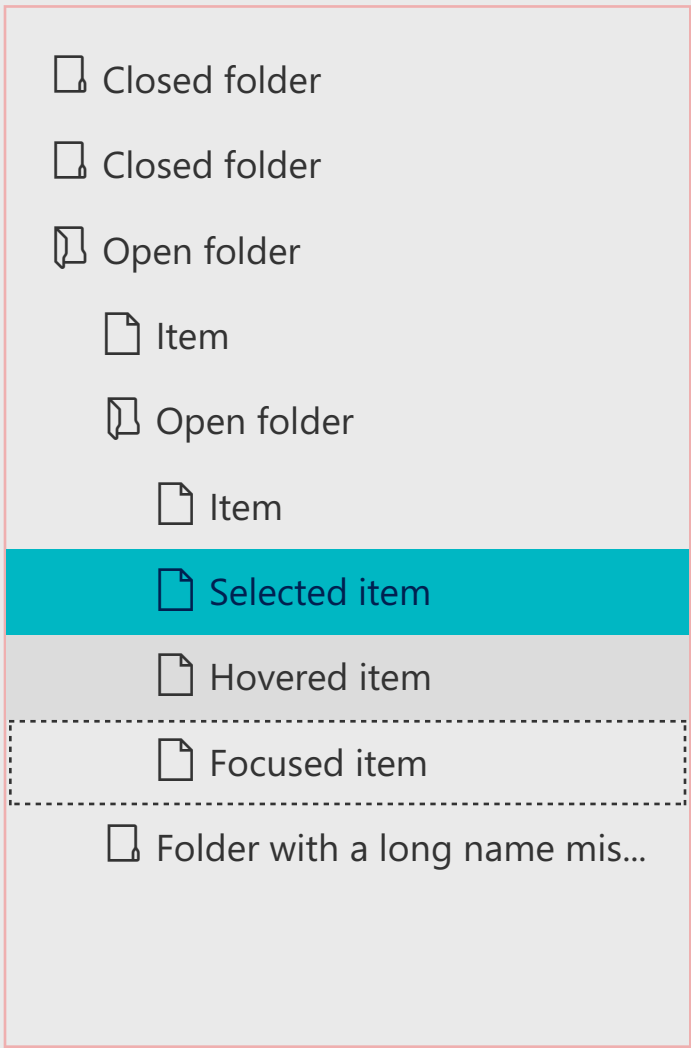 Closed folder
Closed folder
Open folder
Item
Open folder
Item
Selected item
Hovered item
Focused item
Folder with a long name mis...